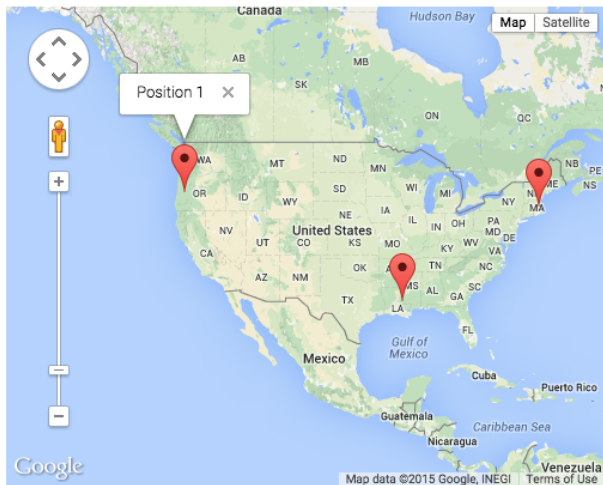 Canada
Hudson Bay
Map
Satellite
AB
MB
SK
Position 1 ×
ON
QC
NB
PE
NS
WA
MT
ND
MN
ME
OR
ID
SD
WI
MI
NY
MA
WY
NE
IA
IL
IN
OH
PA
MD
DE
NV
UT
CO
United States
KS
MO
KY
WV
VA
CA
AZ
NM
OK
TN
NC
TX
MS
AL
GA
SC
LA
FL
Gulf of
Mexico
Mexico
Cuba
Puerto Rico
Guatemala
Caribbean Sea
Nicaragua
Google
Venezuela
Map data ©2015 Google, INEGI
Terms of Use